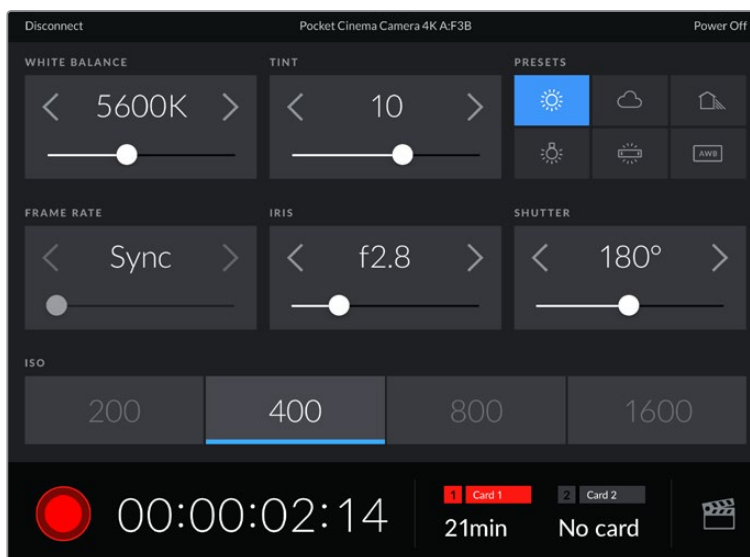 Disconnect
Pocket Cinema Camera 4K A:F3B
Power Off
WHITE BALANCE
TINT
PRESETS
5600K
10
AWB
FRAME RATE
IRIS
SHUTTER
Sync
f2.8
180°
ISO
200
400
800
1600
00:00:02:14
1 Card 1
21min
2 Card 2
No card